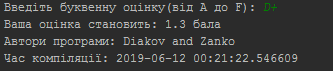 Введіть буквенну оцінку(від A до F): D+
Ваша оцінка становить: 1.3 бала
Автори програми: Diakov and Zanko
Час компіляції: 2019-06-12 00:21:22.546609